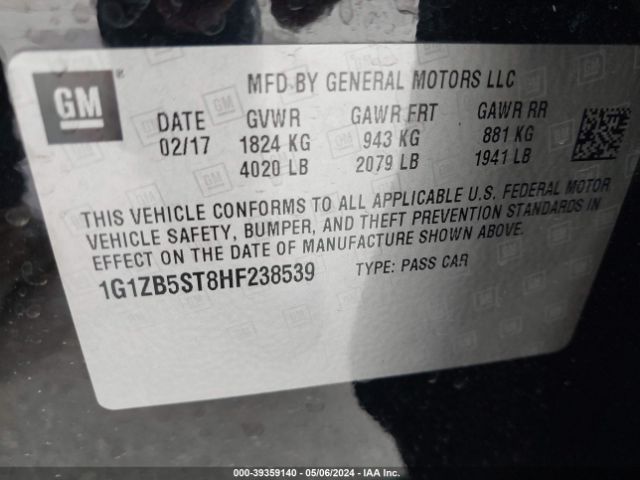 GM
MFD BY GENERAL MOTORS LLC
DATE GVWR GAWR FRT GAWR RR
02/17 1824 KG 943 KG 881 KG
4020 LB 2079 LB 1941 LB
THIS VEHICLE CONFORMS TO ALL APPLICABLE U.S. FEDERAL MOTOR
VEHICLE SAFETY, BUMPER, AND THEFT PREVENTION STANDARDS IN
EFFECT ON THE DATE OF MANUFACTURE SHOWN ABOVE.
1G1ZB5ST8HF238539 TYPE: PASS CAR
000-39359140 - 05/06/2024 - IAA Inc.